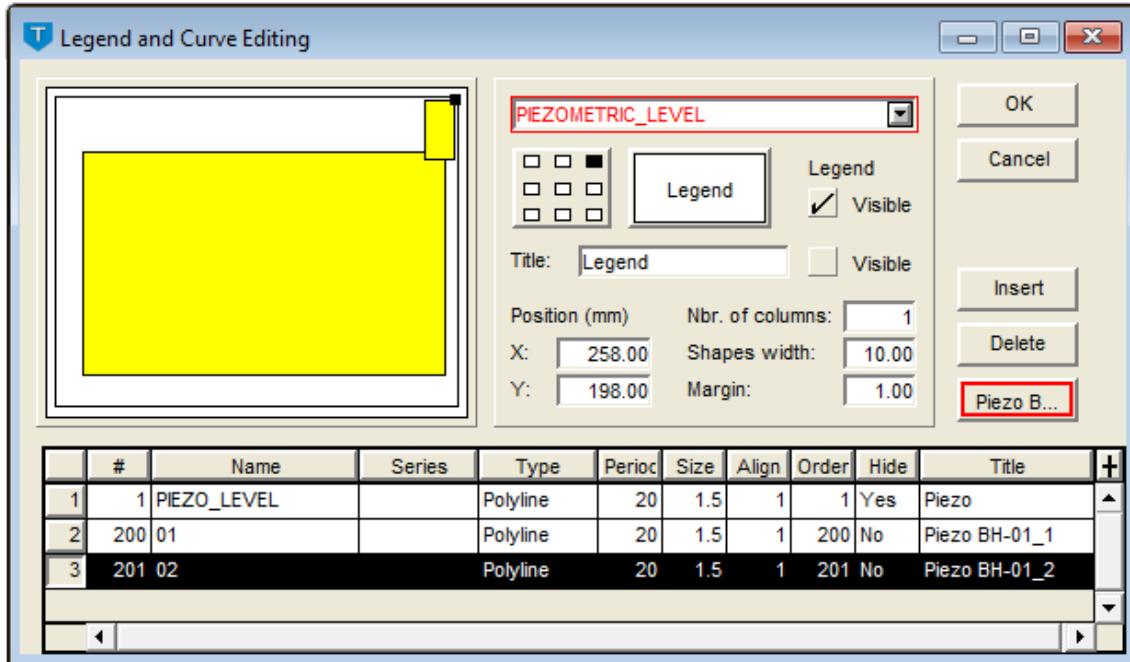 Legend and Curve Editing
PIEZOMETRIC_LEVEL
OK
Cancel
Legend
Legend
Visible
Title: Legend
Visible
Insert
Position (mm)
Nbr. of columns: 1
X: 258.00
Shapes width: 10.00
Delete
Y: 198.00
Margin: 1.00
Piezo B...
# Name Series Type Perioc Size Align Order Hide Title
1 1 PIEZO_LEVEL Polyline 20 1.5 1 1 Yes Piezo
2 200 01 Polyline 20 1.5 1 200 No Piezo BH-01_1
3 201 02 Polyline 20 1.5 1 201 No Piezo BH-01_2